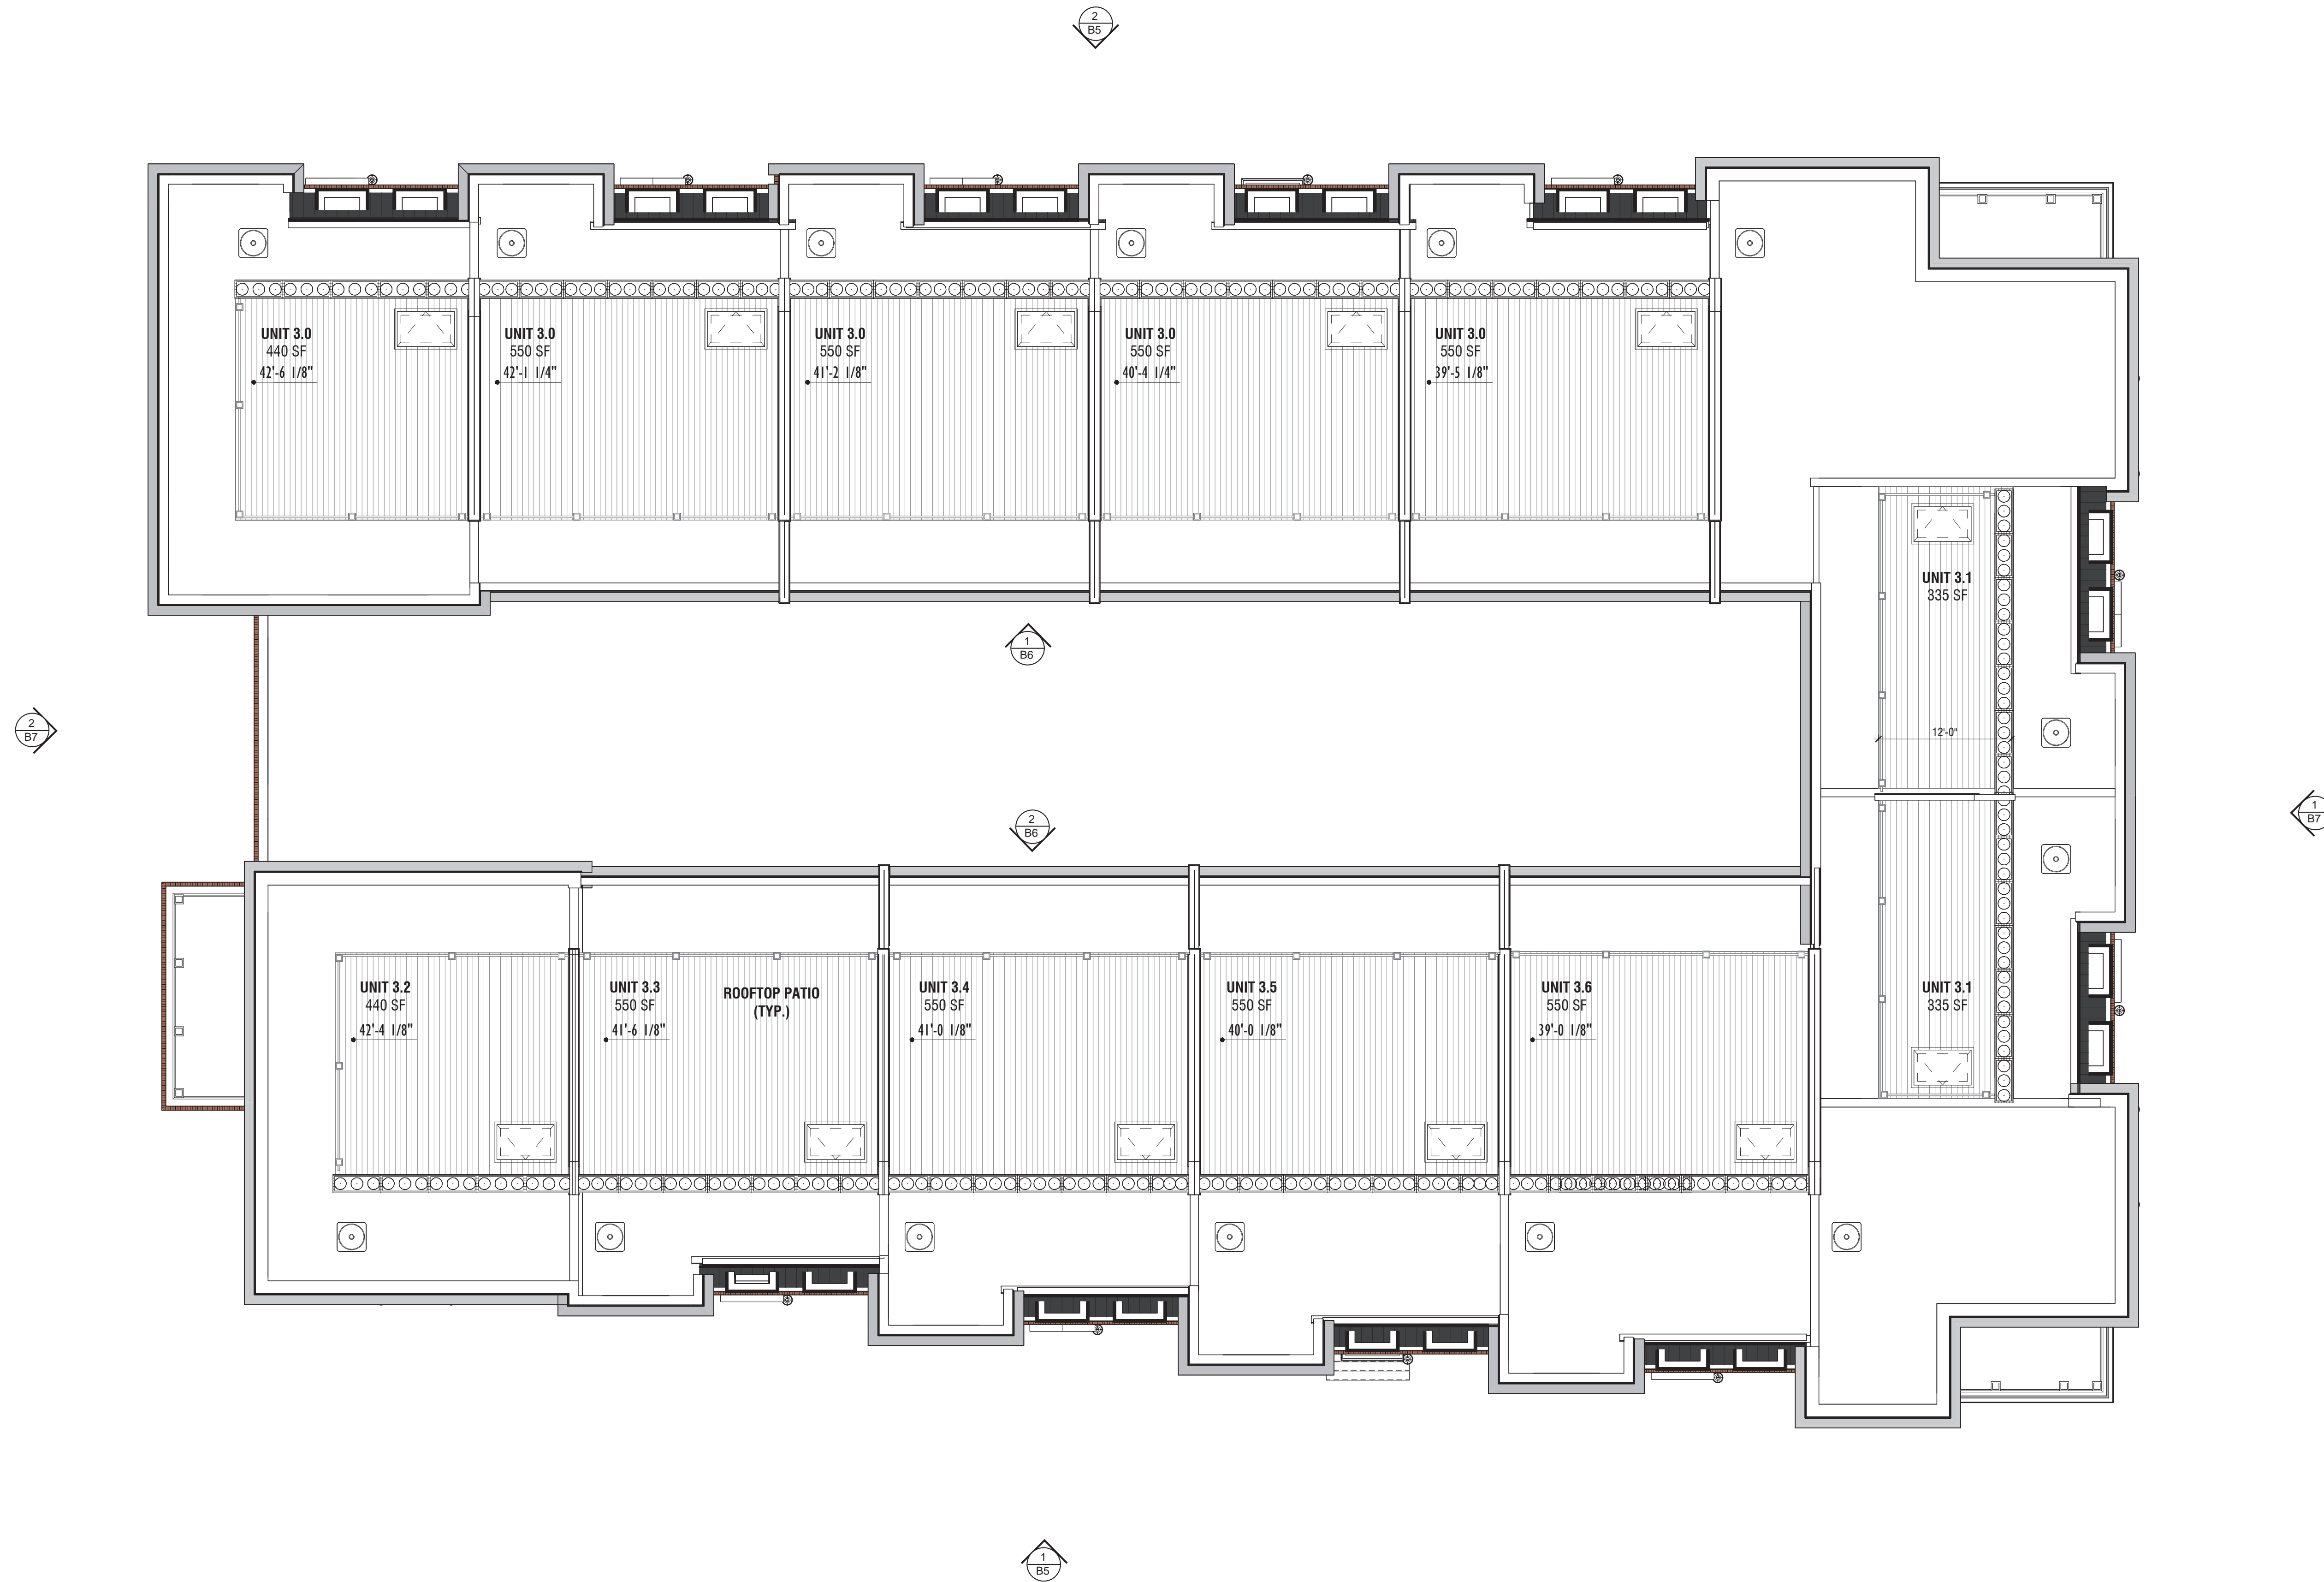 2
B5
UNIT 3.0
440 SF
42'-6 1/8"
UNIT 3.0
550 SF
42'-1 1/4"
UNIT 3.0
550 SF
41'-2 1/8"
UNIT 3.0
550 SF
40'-4 1/4"
UNIT 3.0
550 SF
39'-5 1/8"
UNIT 3.1
335 SF
1
B6
2
B7
12'-0"
1
B7
2
B6
UNIT 3.2
440 SF
42'-4 1/8"
UNIT 3.3
550 SF
41'-6 1/8"
ROOFTOP PATIO
(TYP.)
UNIT 3.4
550 SF
41'-0 1/8"
UNIT 3.5
550 SF
40'-0 1/8"
UNIT 3.6
550 SF
39'-0 1/8"
UNIT 3.1
335 SF
1
B5